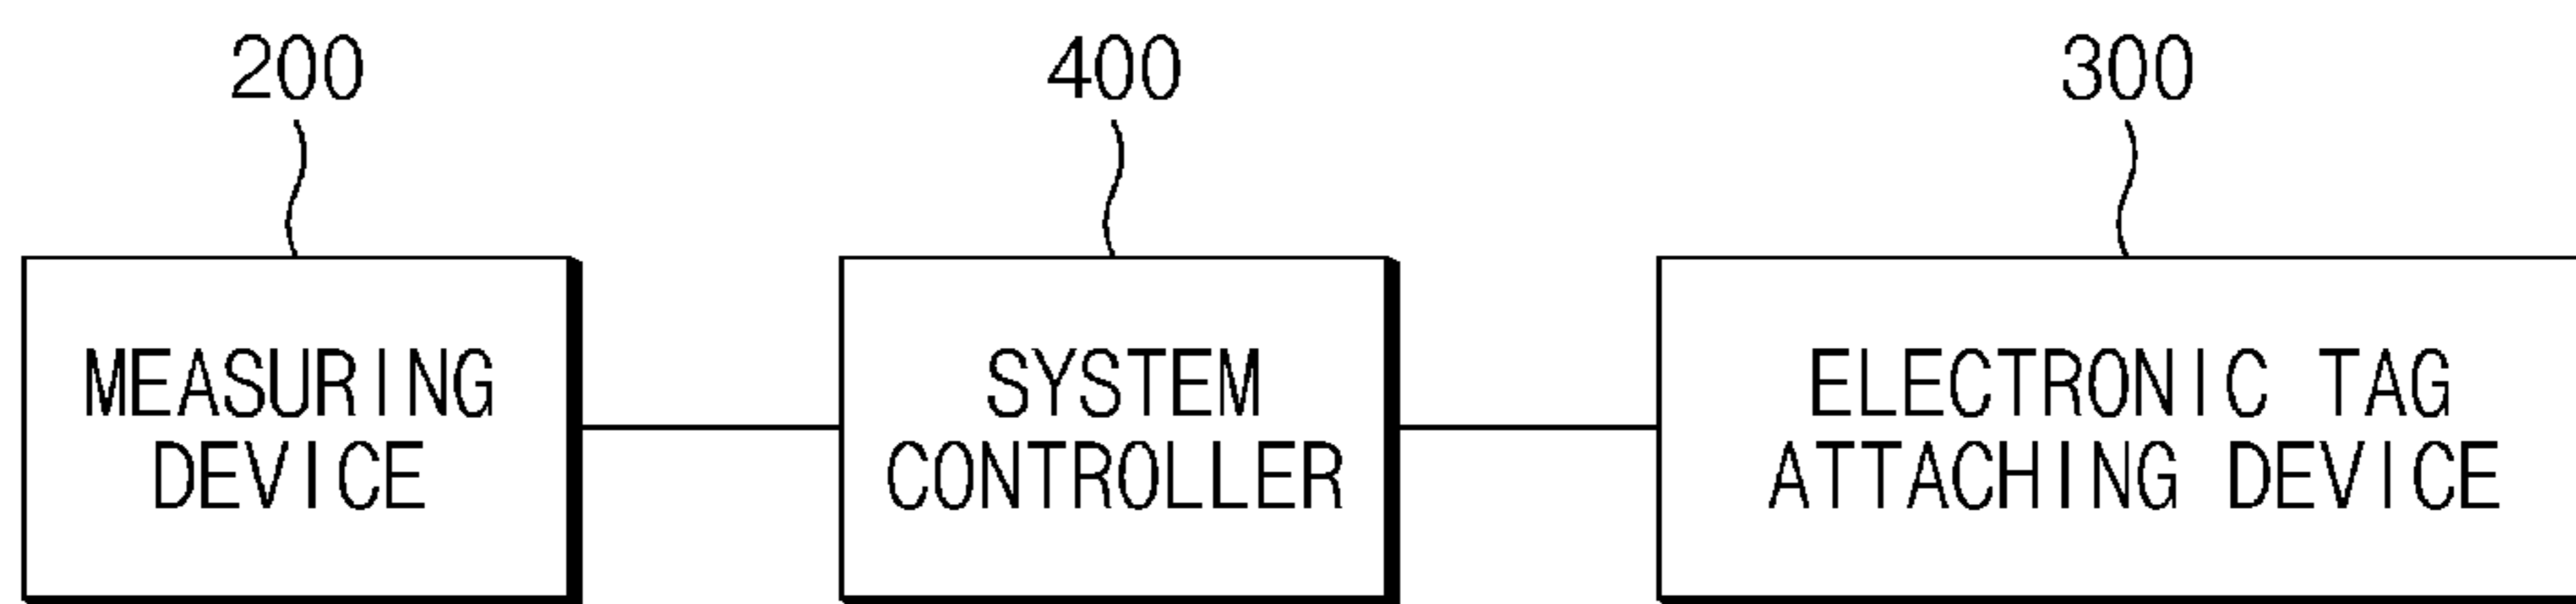 200
400
300
MEASURING
DEVICE
SYSTEM
CONTROLLER
ELECTRONIC TAG
ATTACHING DEVICE